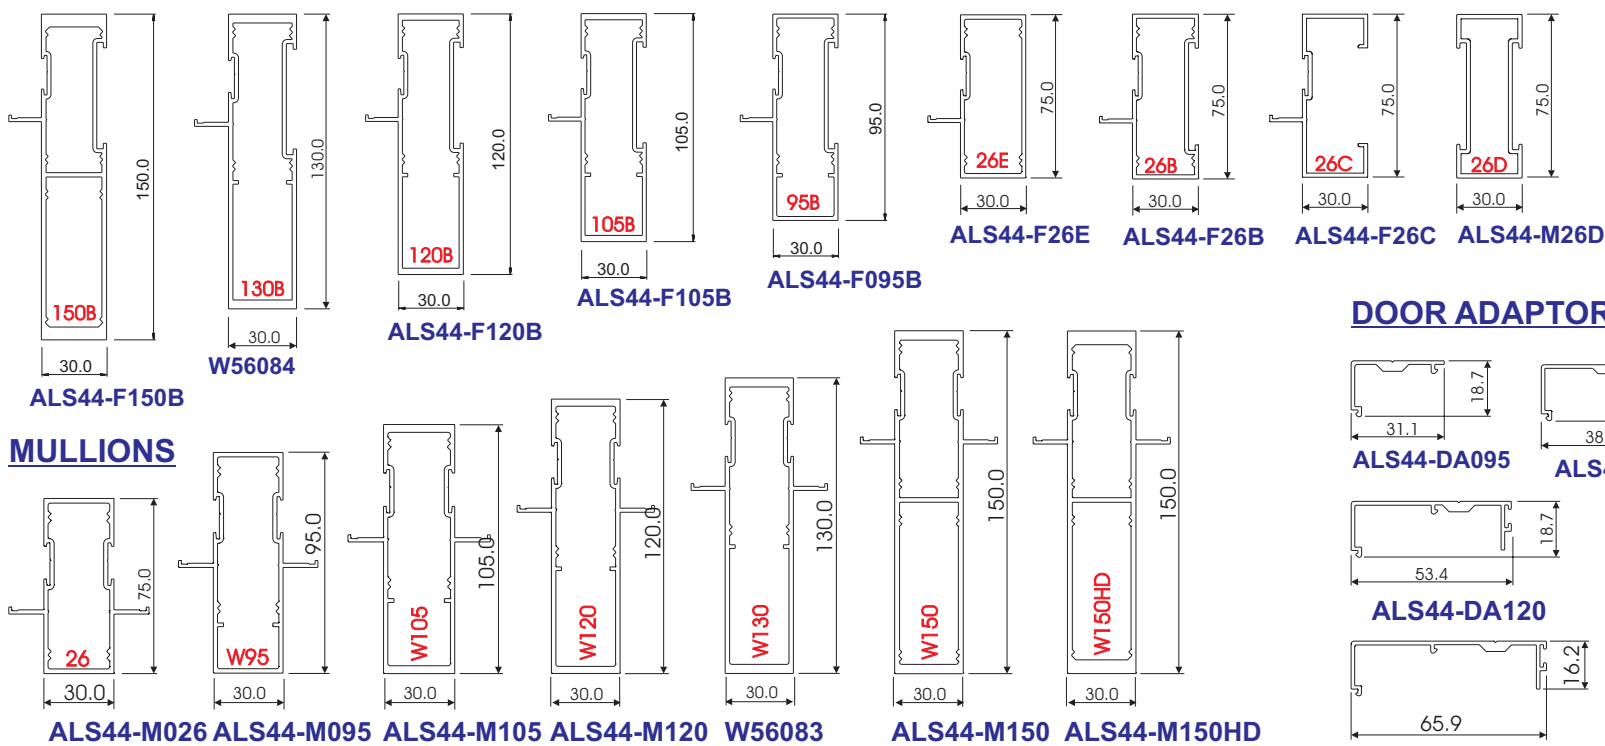 150.0
150B
30.0
ALS44-F150B
130.0
130B
30.0
W56084
120.0
120B
30.0
ALS44-F120B
105.0
105B
30.0
ALS44-F105B
95.0
95B
30.0
ALS44-F095B
75.0
26E
30.0
ALS44-F26E
75.0
26B
30.0
ALS44-F26B
75.0
26C
30.0
ALS44-F26C
75.0
26D
30.0
ALS44-M26D
MULLIONS
75.0
26
30.0
ALS44-M026
95.0
W95
30.0
ALS44-M095
105.0
W105
30.0
ALS44-M105
120.0
W120
30.0
ALS44-M120
130.0
W130
30.0
W56083
150.0
W150
30.0
ALS44-M150
150.0
W150HD
30.0
ALS44-M150HD
DOOR ADAPTOR
18.7
31.1
ALS44-DA095
38
ALS4
18.7
53.4
ALS44-DA120
16.2
65.9